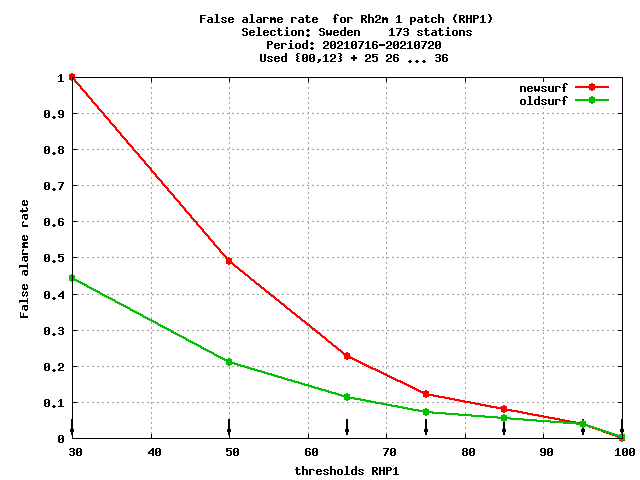 False alarme rate  for Rh2m 1 patch (RHP1)
Selection: Sweden    173 stations
Period: 20210716-20210720
Used {00,12} + 25 26 ... 36
newsurf
oldsurf
1
0.9
0.8
0.7
0.6
0.5
0.4
0.3
0.2
0.1
0
False alarme rate
30 40 50 60 70 80 90 100
thresholds RHP1